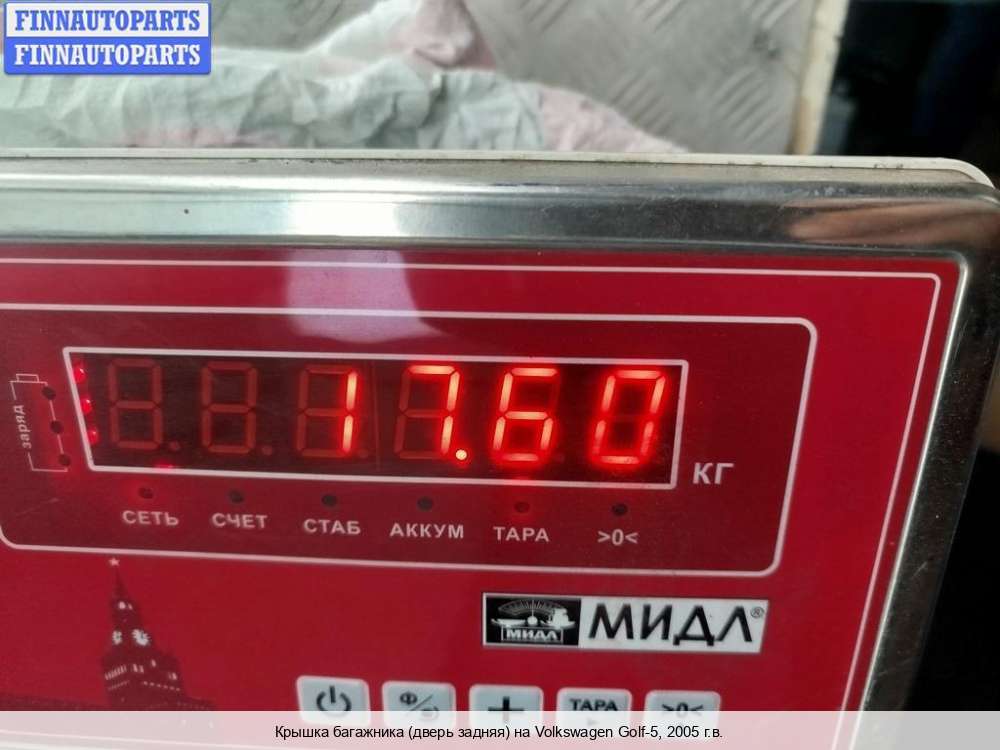 FINNAUTOPARTS
FINNAUTOPARTS
заряд
17.60
КГ
СЕТЬ СЧЕТ СТАБ АККУМ ТАРА >0<
МИДЛ
МИДЛ®
ТАРА >0<
Крышка багажника (дверь задняя) на Volkswagen Golf-5, 2005 г.в.